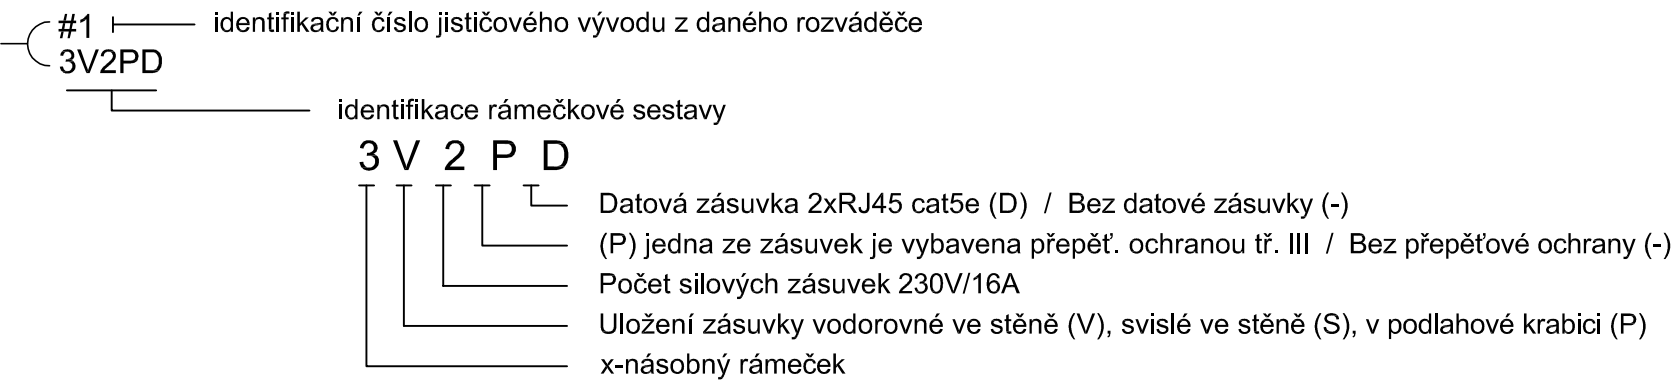 #1 identifikační číslo jističového vývodu z daného rozváděče
3V2PD
identifikace rámečkové sestavy
3 V 2 P D
Datová zásuvka 2xRJ45 cat5e (D) / Bez datové zásuvky (-)
(P) jedna ze zásuvek je vybavena přepěť. ochranou tř. III / Bez přepěťové ochrany (-)
Počet silových zásuvek 230V/16A
Uložení zásuvky vodorovné ve stěně (V), svislé ve stěně (S), v podlahové krabici (P)
x-násobný rámeček